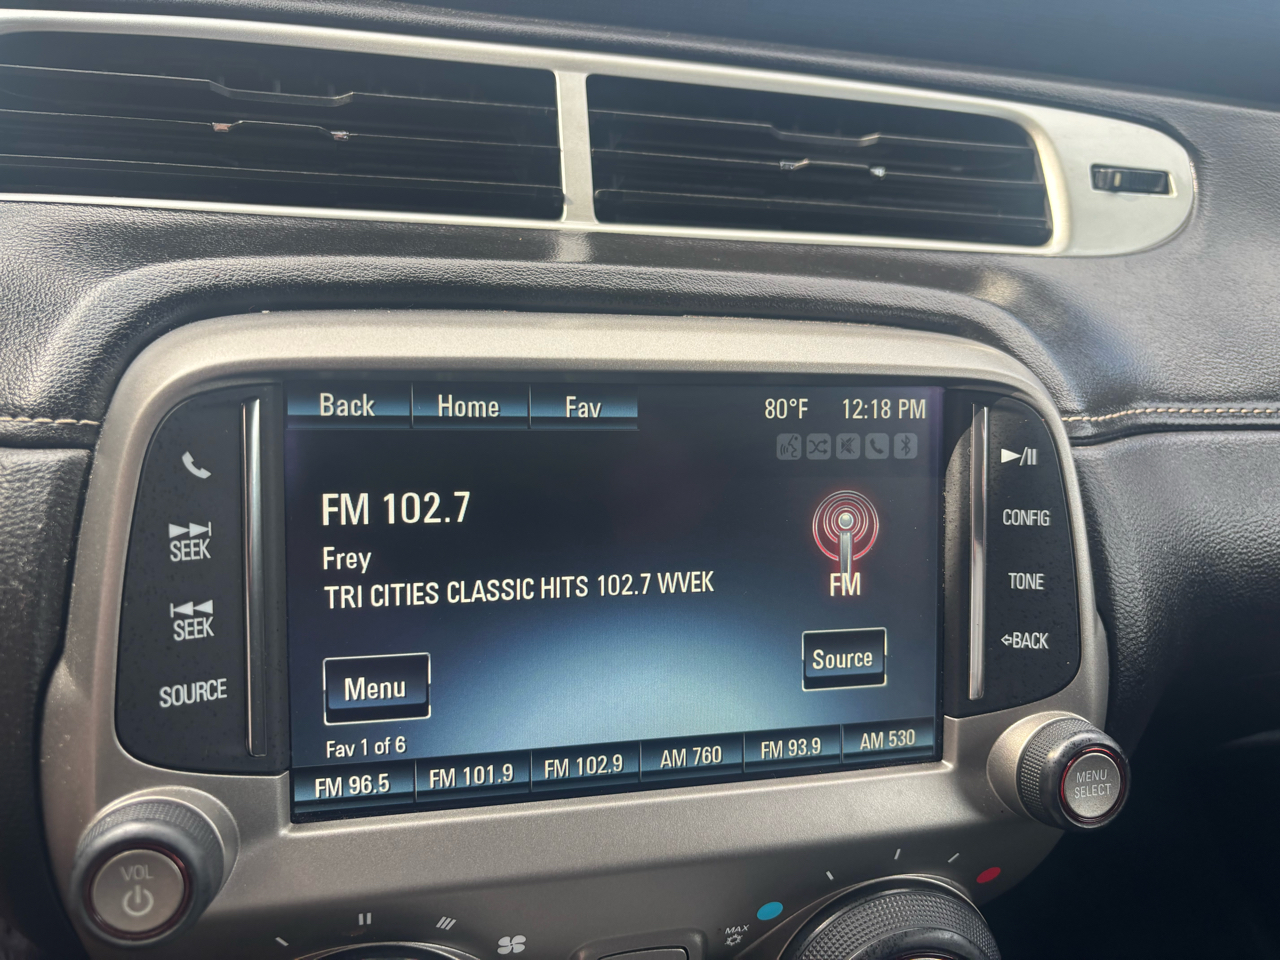 Back Home Fav 80°F 12:18 PM
FM 102.7
Frey
TRI CITIES CLASSIC HITS 102.7 WVEK
FM
Menu
Source
Fav 1 of 6
FM 96.5 FM 101.9 FM 102.9 AM 760 FM 93.9 AM 530
SEEK
SEEK
SOURCE
CONFIG
TONE
BACK
VOL
MENU
SELECT
MAX